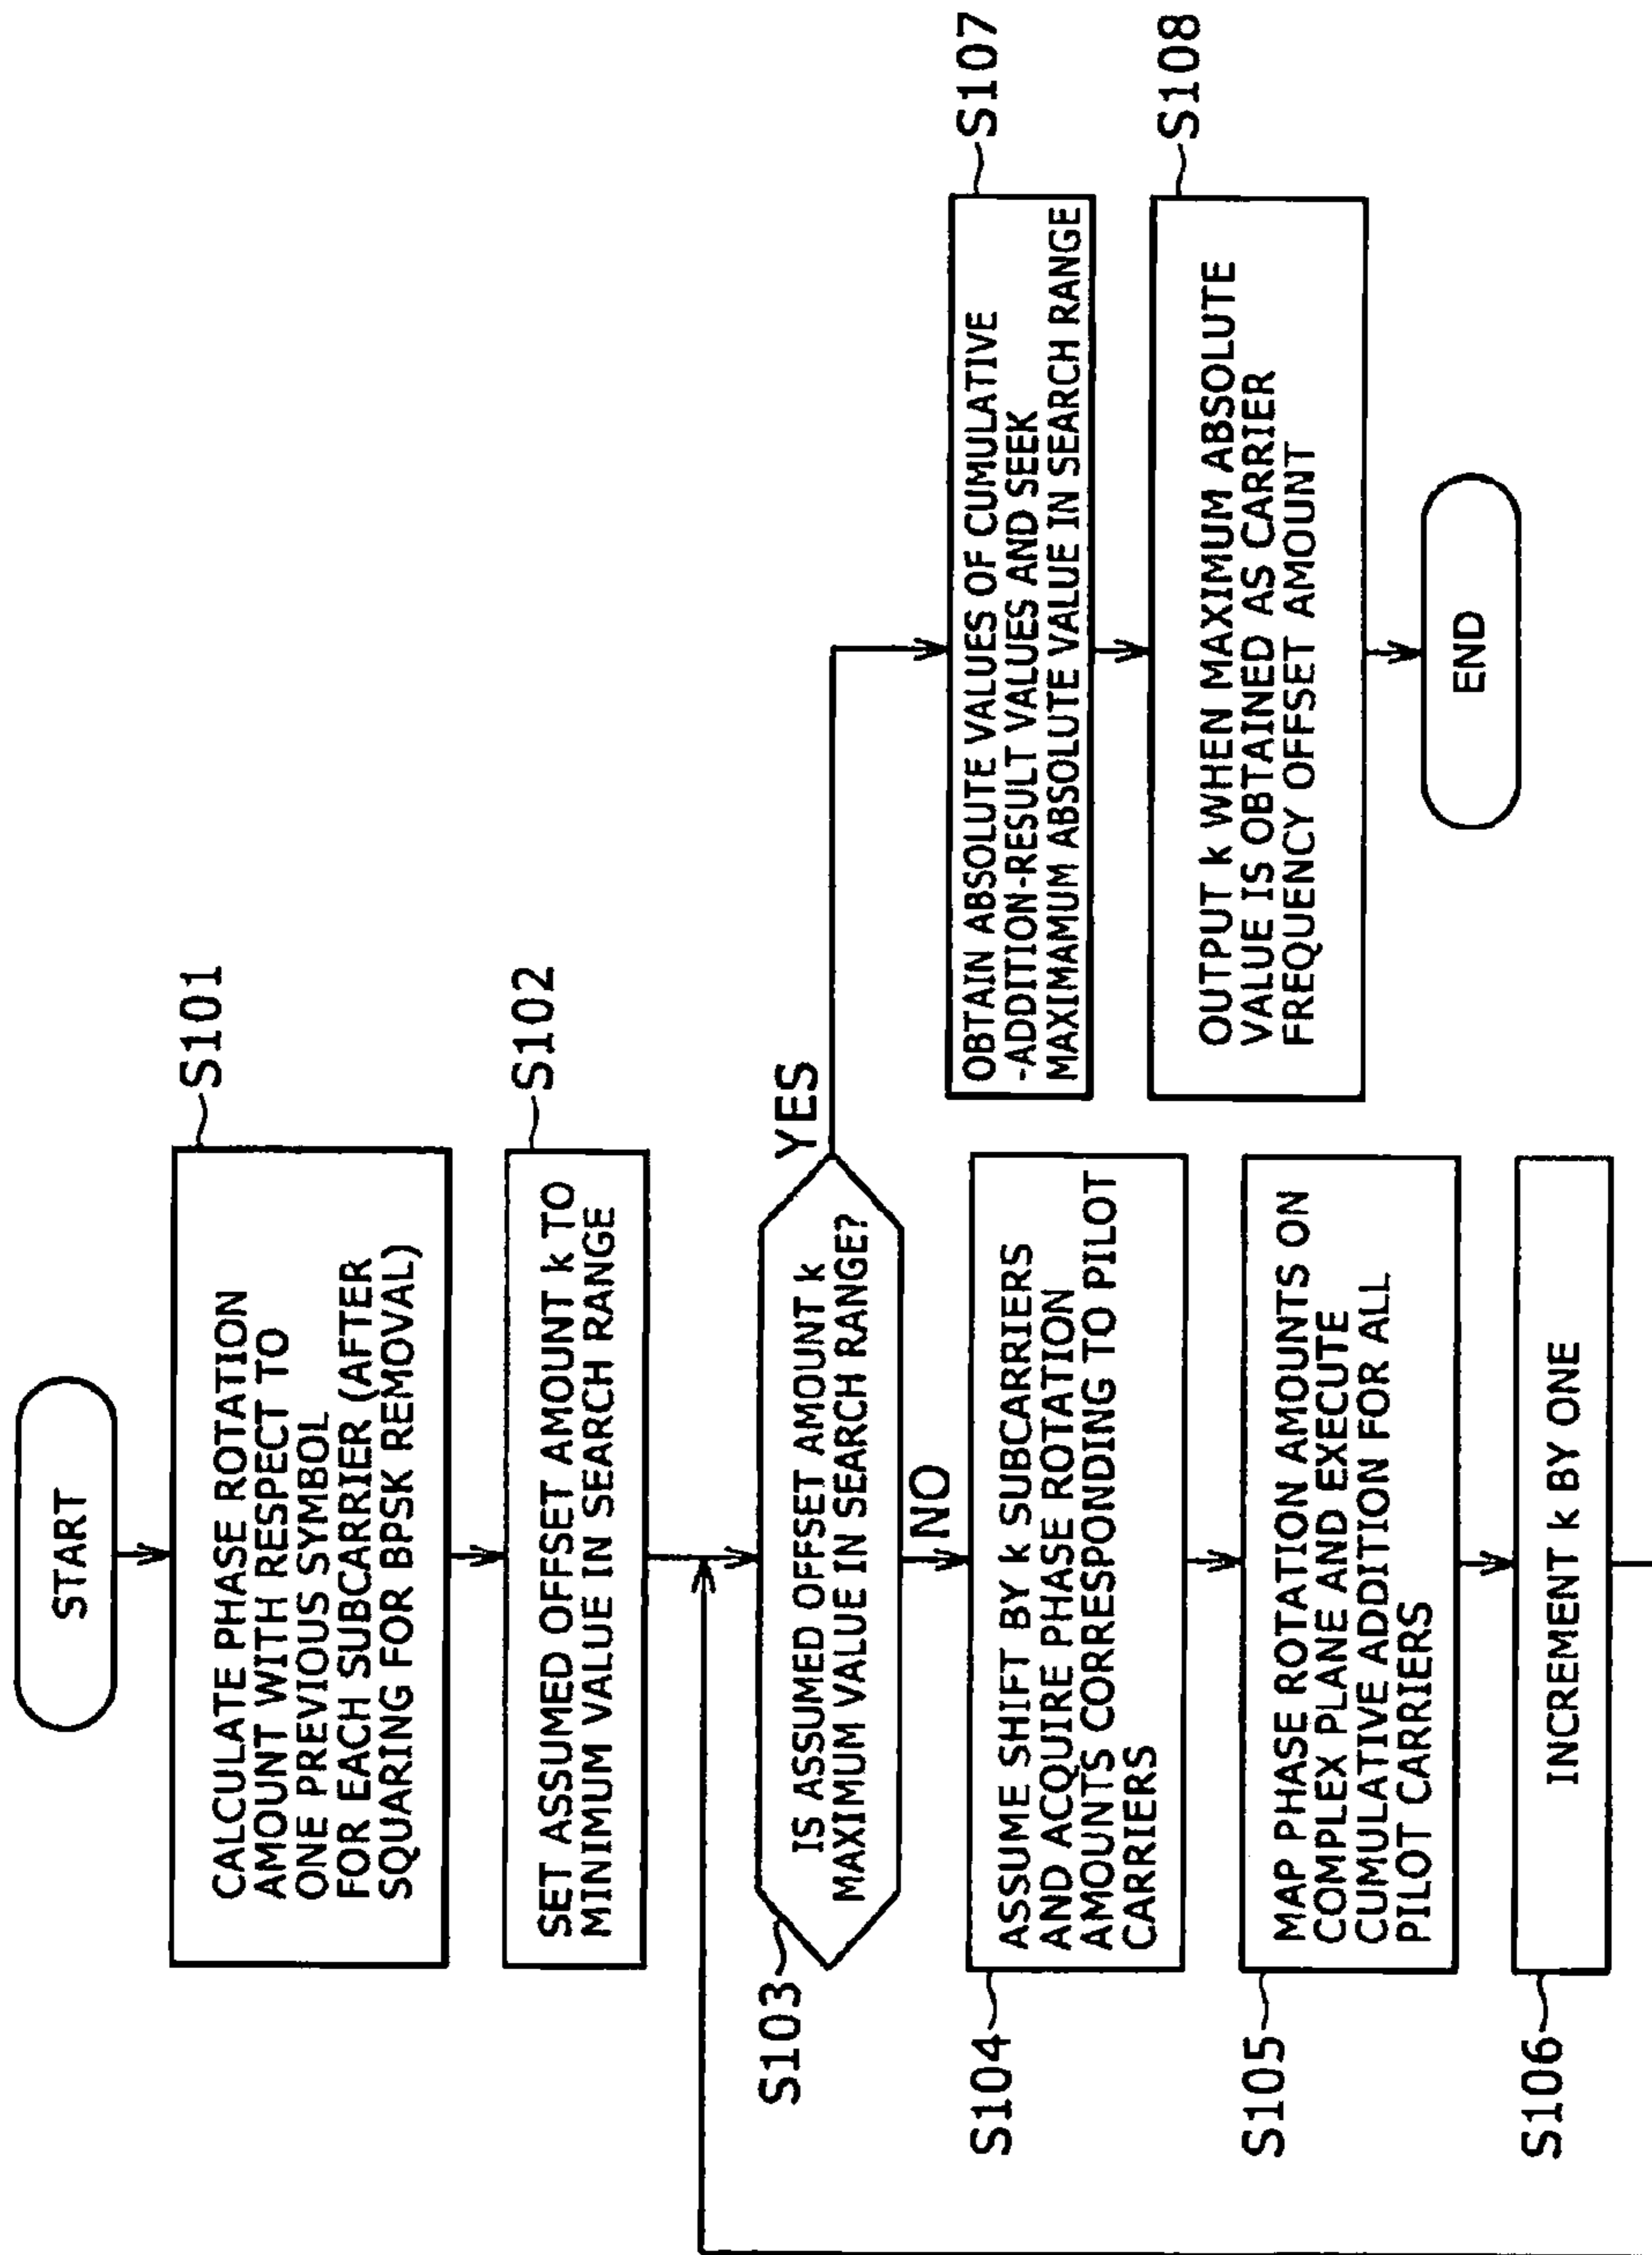 START
CALCULATE PHASE ROTATION
AMOUNT WITH RESPECT TO
ONE PREVIOUS SYMBOL
FOR EACH SUBCARRIER (AFTER
SQUARING FOR BPSK REMOVAL)
S101
SET ASSUMED OFFSET AMOUNT k TO
MINIMUM VALUE IN SEARCH RANGE
S102
S103
IS ASSUMED OFFSET AMOUNT k
MAXIMUM VALUE IN SEARCH RANGE?
YES
NO
S104
ASSUME SHIFT BY k SUBCARRIERS
AND ACQUIRE PHASE ROTATION
AMOUNTS CORRESPONDING TO PILOT
CARRIERS
S105
MAP PHASE ROTATION AMOUNTS ON
COMPLEX PLANE AND EXECUTE
CUMULATIVE ADDITION FOR ALL
PILOT CARRIERS
S106
INCREMENT k BY ONE
OBTAIN ABSOLUTE VALUES OF CUMULATIVE
-ADDITION-RESULT VALUES AND SEEK
MAXIMAMUM ABSOLUTE VALUE IN SEARCH RANGE
S107
OUTPUT k WHEN MAXIMUM ABSOLUTE
VALUE IS OBTAINED AS CARRIER
FREQUENCY OFFSET AMOUNT
S108
END